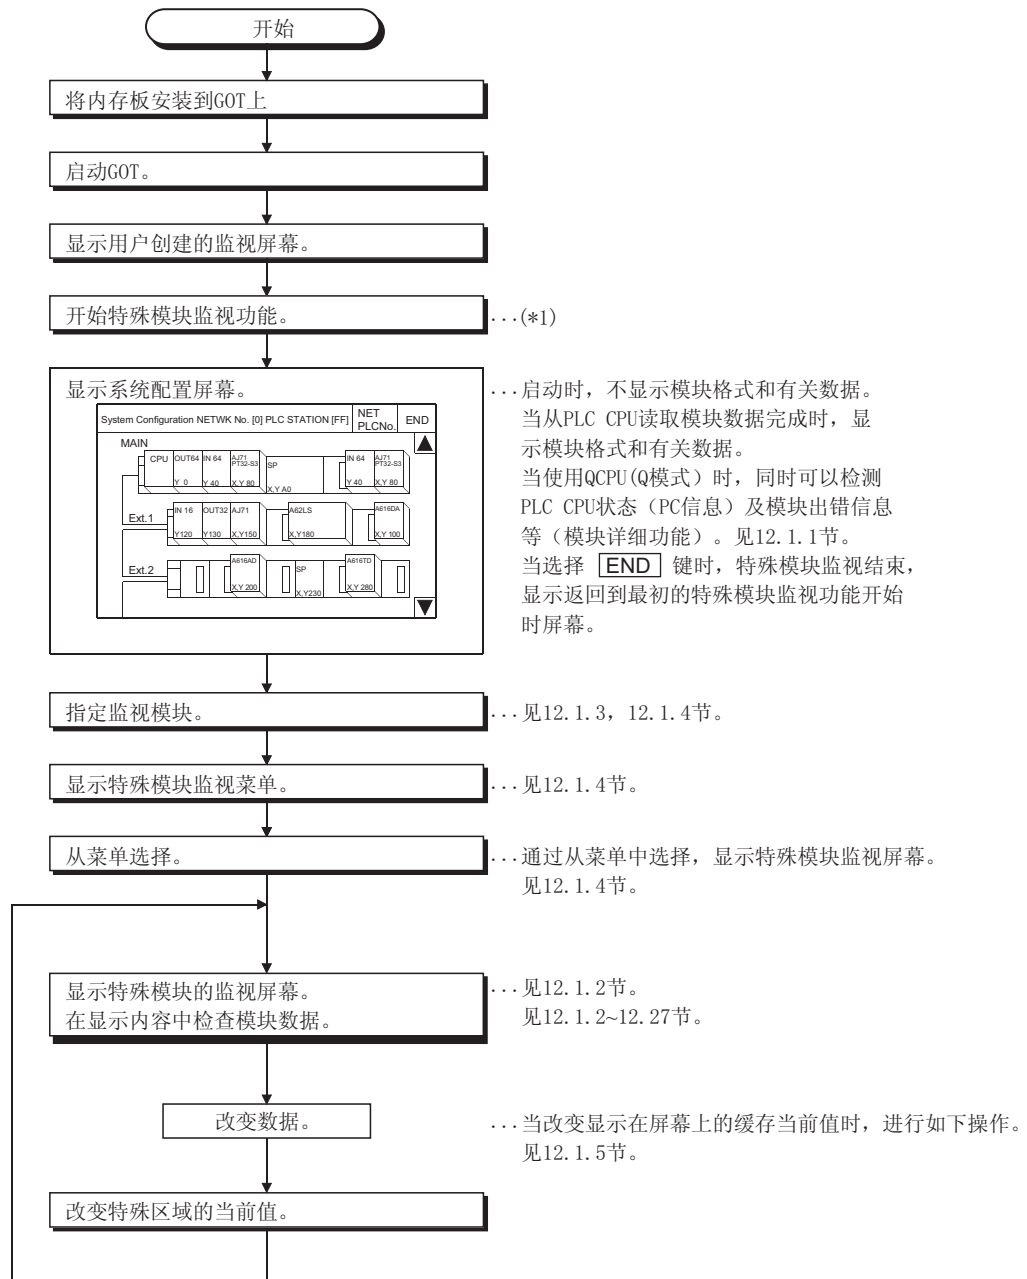 开始
将内存板安装到GOT上
启动GOT。
显示用户创建的监视屏幕。
开始特殊模块监视功能。
...(*1)
显示系统配置屏幕。
System Configuration NETWK No. [0] PLC STATION [FF]
NET
PLCNo.
END
MAIN
CPU
OUT64
Y 0
IN 64
Y 40
AJ71
PT32-S3
X,Y 80
SP
X,Y A0
IN 64
Y 40
AJ71
PT32-S3
X,Y 80
Ext.1
IN 16
Y120
OUT32
Y130
AJ71
X,Y150
A62LS
X,Y180
A616DA
X,Y 100
Ext.2
A616AD
X,Y 200
SP
X,Y230
A616TD
X,Y 280
...启动时，不显示模块格式和有关数据。
当从PLC CPU读取模块数据完成时，显
示模块格式和有关数据。
当使用QCPU(Q模式)时，同时可以检测
PLC CPU状态（PC信息）及模块出错信息
等（模块详细功能）。见12.1.1节。
当选择 END 键时，特殊模块监视结束，
显示返回到最初的特殊模块监视功能开始
时屏幕。
指定监视模块。
...见12.1.3，12.1.4节。
显示特殊模块监视菜单。
...见12.1.4节。
从菜单选择。
...通过从菜单中选择，显示特殊模块监视屏幕。
见12.1.4节。
显示特殊模块的监视屏幕。
在显示内容中检查模块数据。
...见12.1.2节。
见12.1.2~12.27节。
改变数据。
...当改变显示在屏幕上的缓存当前值时，进行如下操作。
见12.1.5节。
改变特殊区域的当前值。